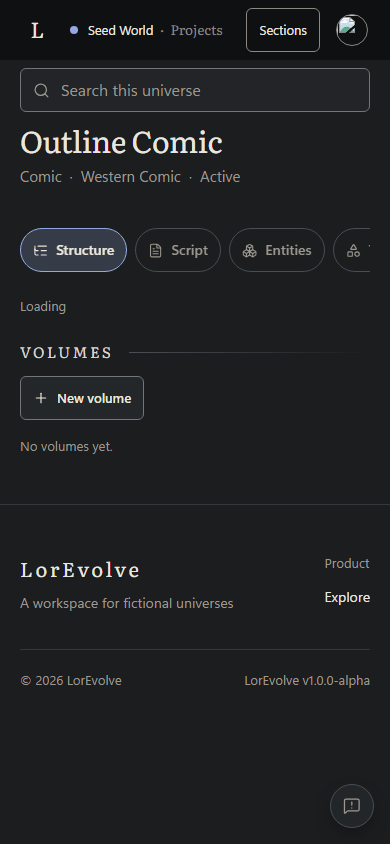 L Seed World · Projects Sections
Search this universe
Outline Comic
Comic · Western Comic · Active
Structure Script Entities
Loading
VOLUMES
New volume
No volumes yet.
LorEvolve Product
A workspace for fictional universes Explore
© 2026 LorEvolve LorEvolve v1.0.0-alpha